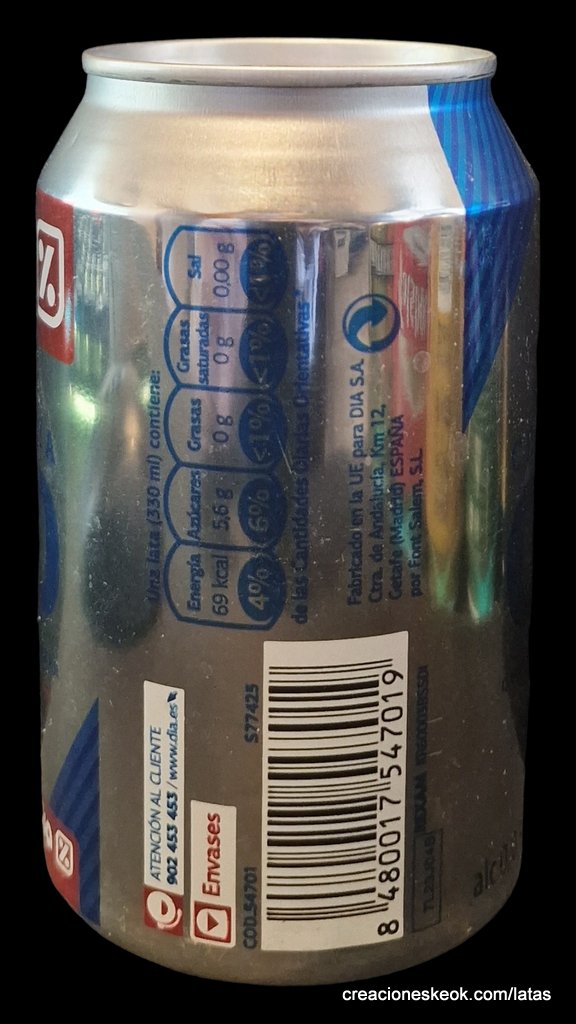 %
Una lata (330 ml) contiene:
Energía Azúcares Grasas Grasas saturadas Sal
69 kcal 5,6 g 0 g 0 g 0,00 g
4% 6% <1% <1% <1%
de las Cantidades Diarias Orientativas*
Fabricado en la UE para DIA S.A.
Ctra. de Andalucía, Km 12,
Getafe (Madrid) ESPAÑA
por Font Salem, S.L.
ATENCIÓN AL CLIENTE
902 453 453 / www.dia.es
Envases
COD.54701
S77425
8 480017 547019
%
creacioneskeok.com/latas